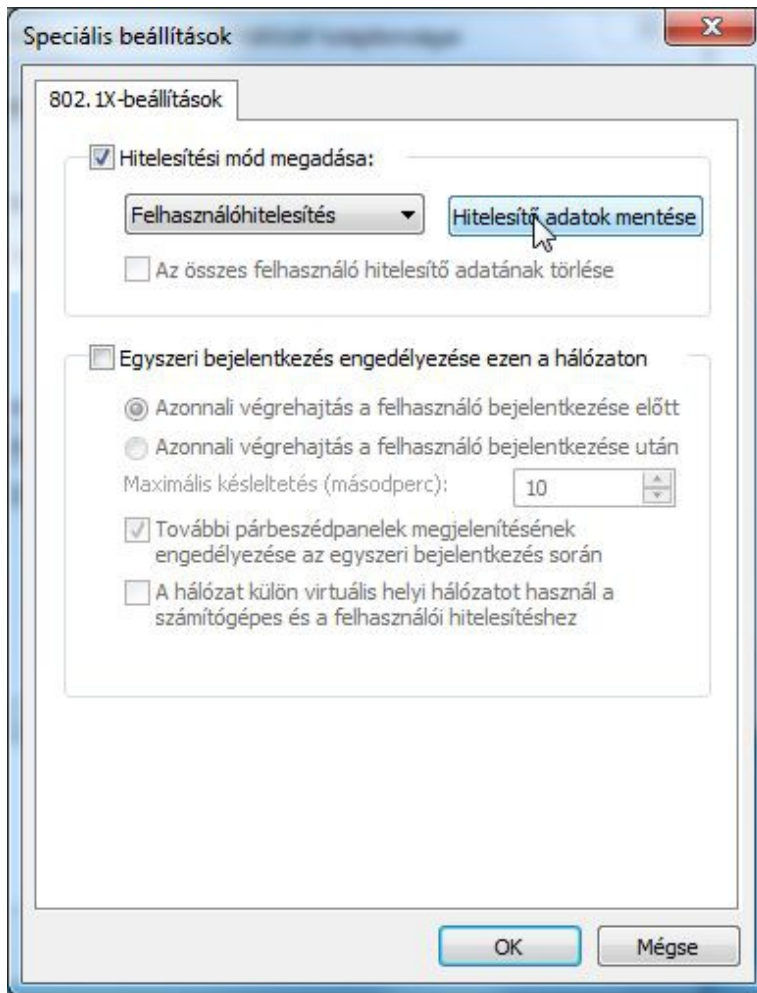 Speciális beállítások
802.1X-beállítások
Hitelesítési mód megadása:
Felhasználóhitelesítés
Hitelesítő adatok mentése
Az összes felhasználó hitelesítő adatának törlése
Egyszeri bejelentkezés engedélyezése ezen a hálózaton
Azonnali végrehajtás a felhasználó bejelentkezése előtt
Azonnali végrehajtás a felhasználó bejelentkezése után
Maximális késleltetés (másodperc):
10
További párbeszédpanelek megjelenítésének
engedélyezése az egyszeri bejelentkezés során
A hálózat külön virtuális helyi hálózatot használ a
számítógépes és a felhasználói hitelesítéshez
OK
Mégse